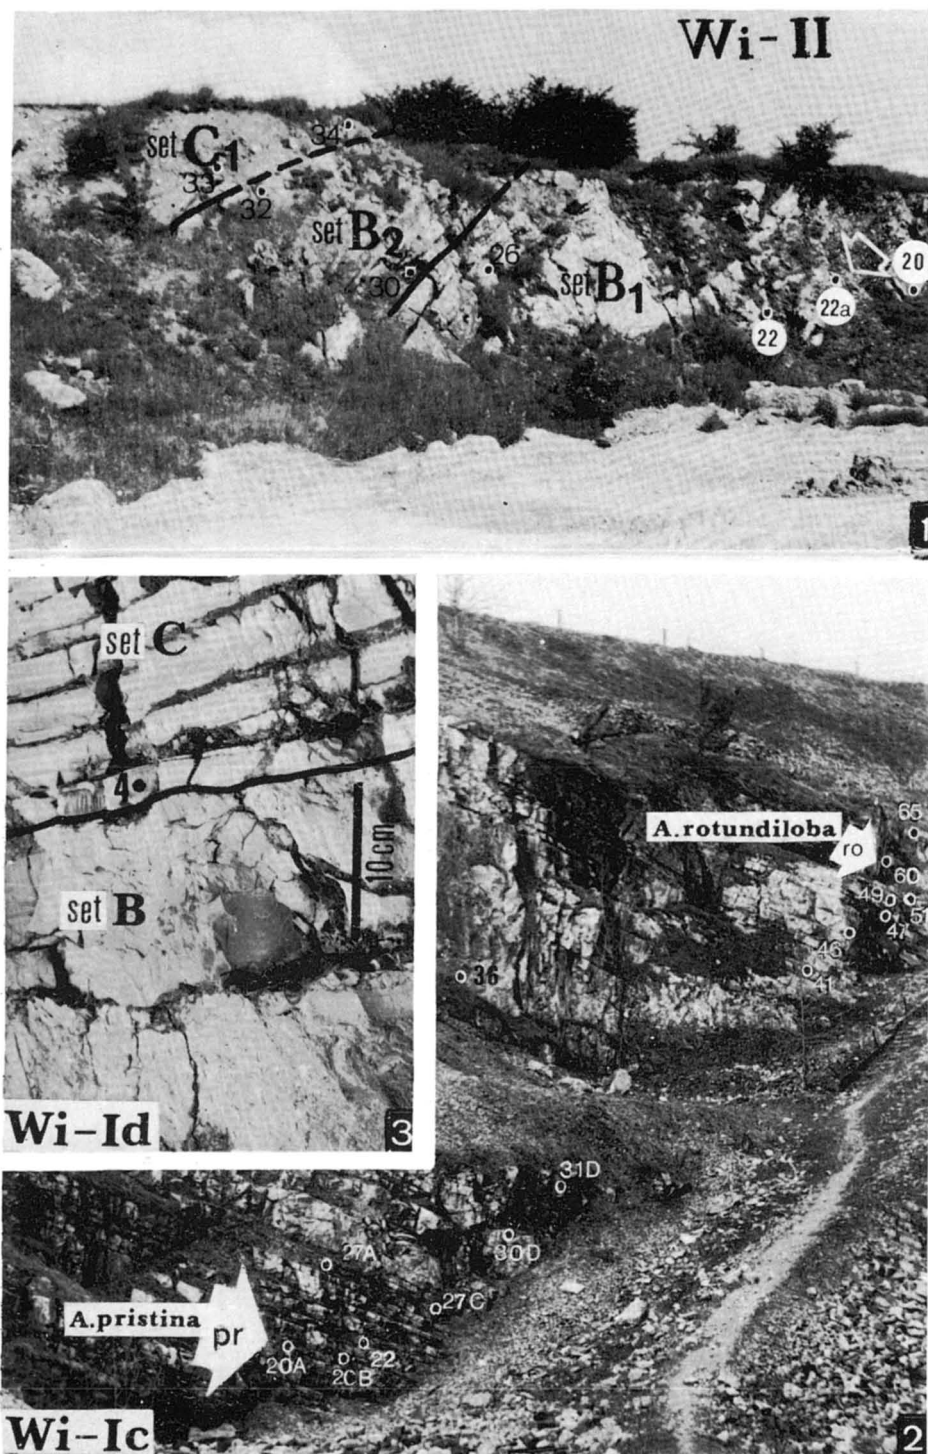 Wi-II
set C1
34
33
32
set B2
30
26
set B1
22
22a
20
1
set C
4
10 cm
set B
Wi-Id
3
A.rotundiloba
ro
65
60
49
51
47
46
41
36
31D
30D
27A
27C
A.pristina
pr
20A
20B
22
Wi-Ic
2